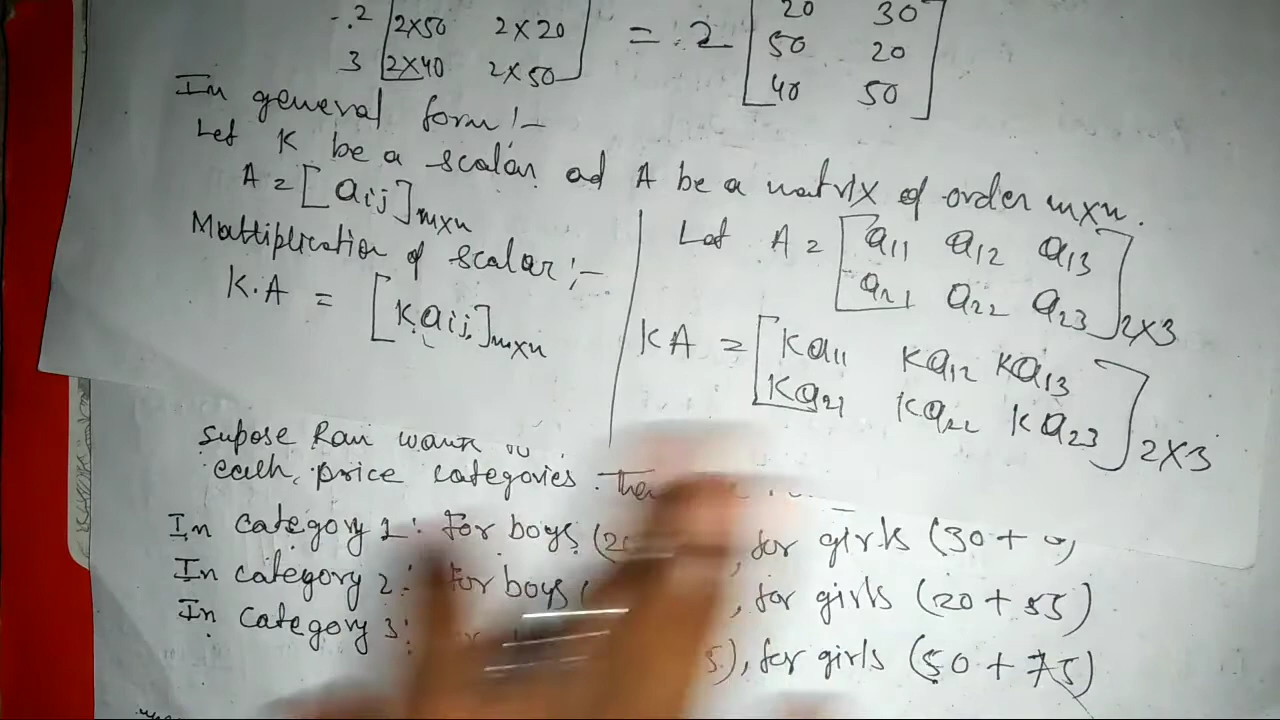 -. 2 [2×50 2×20] = 2 [20 30
3 [2×40 2×50] 50 20
40 50]
In general form :-
Let K be a scalar ad A be a matrix of order m×n.
A = [aij]m×n
Multiplication of scalar :-
K.A = [kaij]m×n
Let A = [a11 a12 a13
a21 a22 a23]2×3
KA = [Ka11 Ka12 Ka13
Ka21 Ka22 Ka23]2×3
supose Ravi want
each price categories. The
In category 1: For boys (20 , for girls (30 +
In category 2: For boys ( , for girls (20 + 55)
In category 3: 5), for girls (50 + 75)